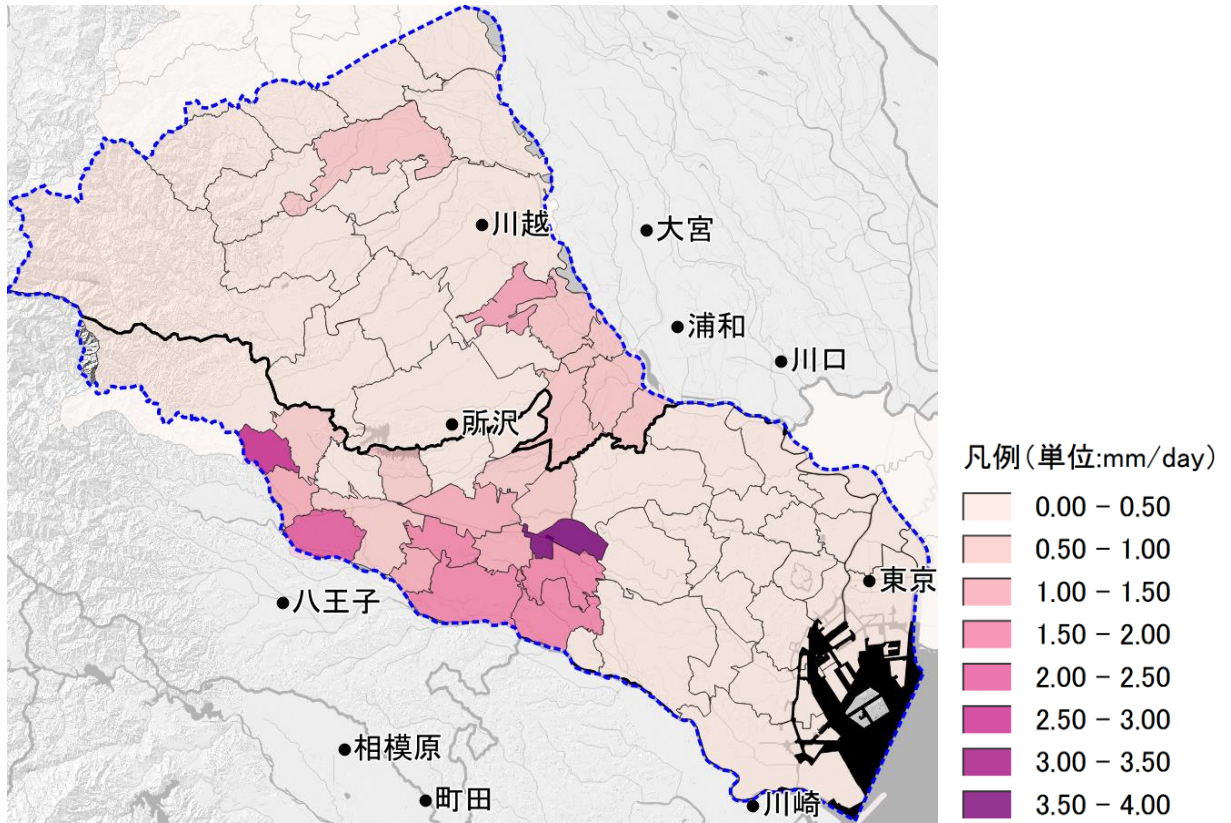 川越
大宮
浦和
川口
所沢
凡例(単位:mm/day)
0.00 − 0.50
0.50 − 1.00
1.00 − 1.50
1.50 − 2.00
2.00 − 2.50
2.50 − 3.00
3.00 − 3.50
3.50 − 4.00
東京
八王子
相模原
町田
川崎